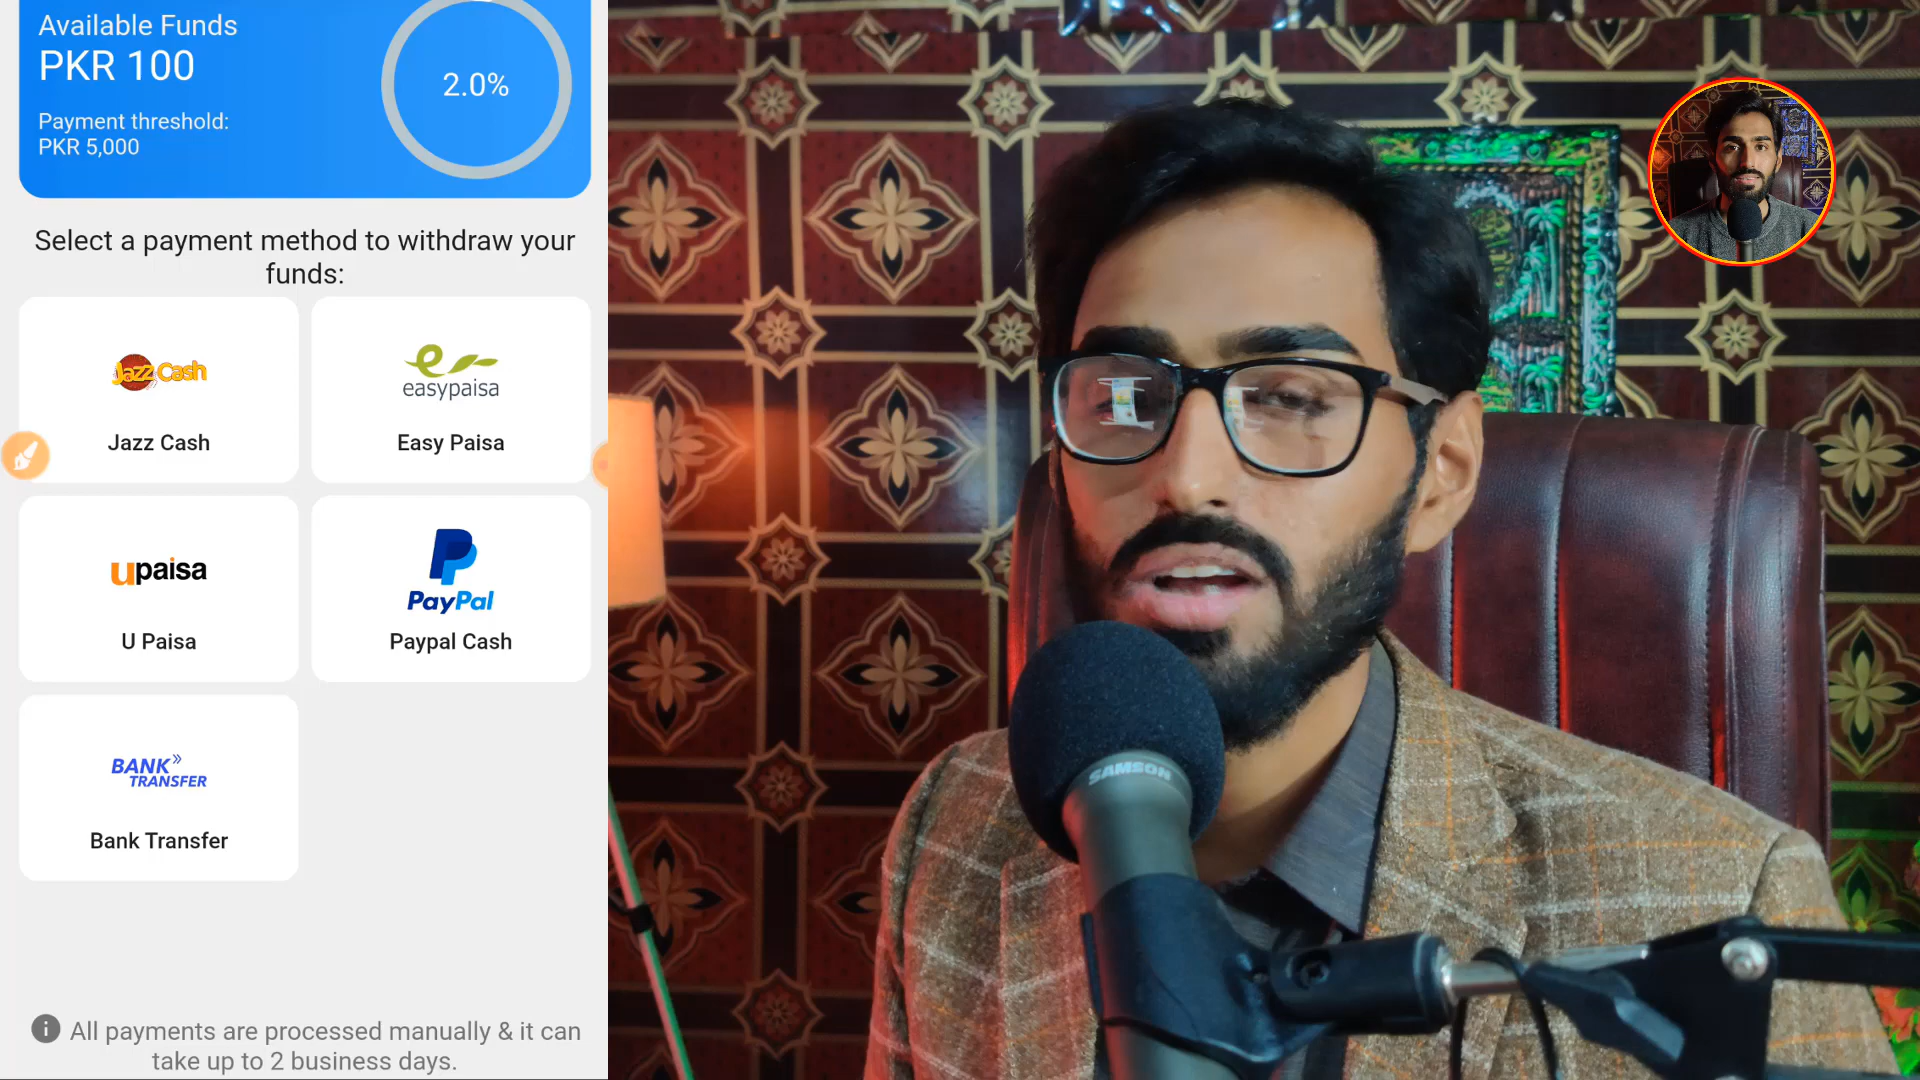 Available Funds
PKR 100
2.0%
Payment threshold:
PKR 5,000
Select a payment method to withdraw your
funds:
JazzCash
Jazz Cash
easypaisa
Easy Paisa
upaisa
U Paisa
PayPal
Paypal Cash
BANK
TRANSFER
Bank Transfer
All payments are processed manually & it can
take up to 2 business days.
SAMSON